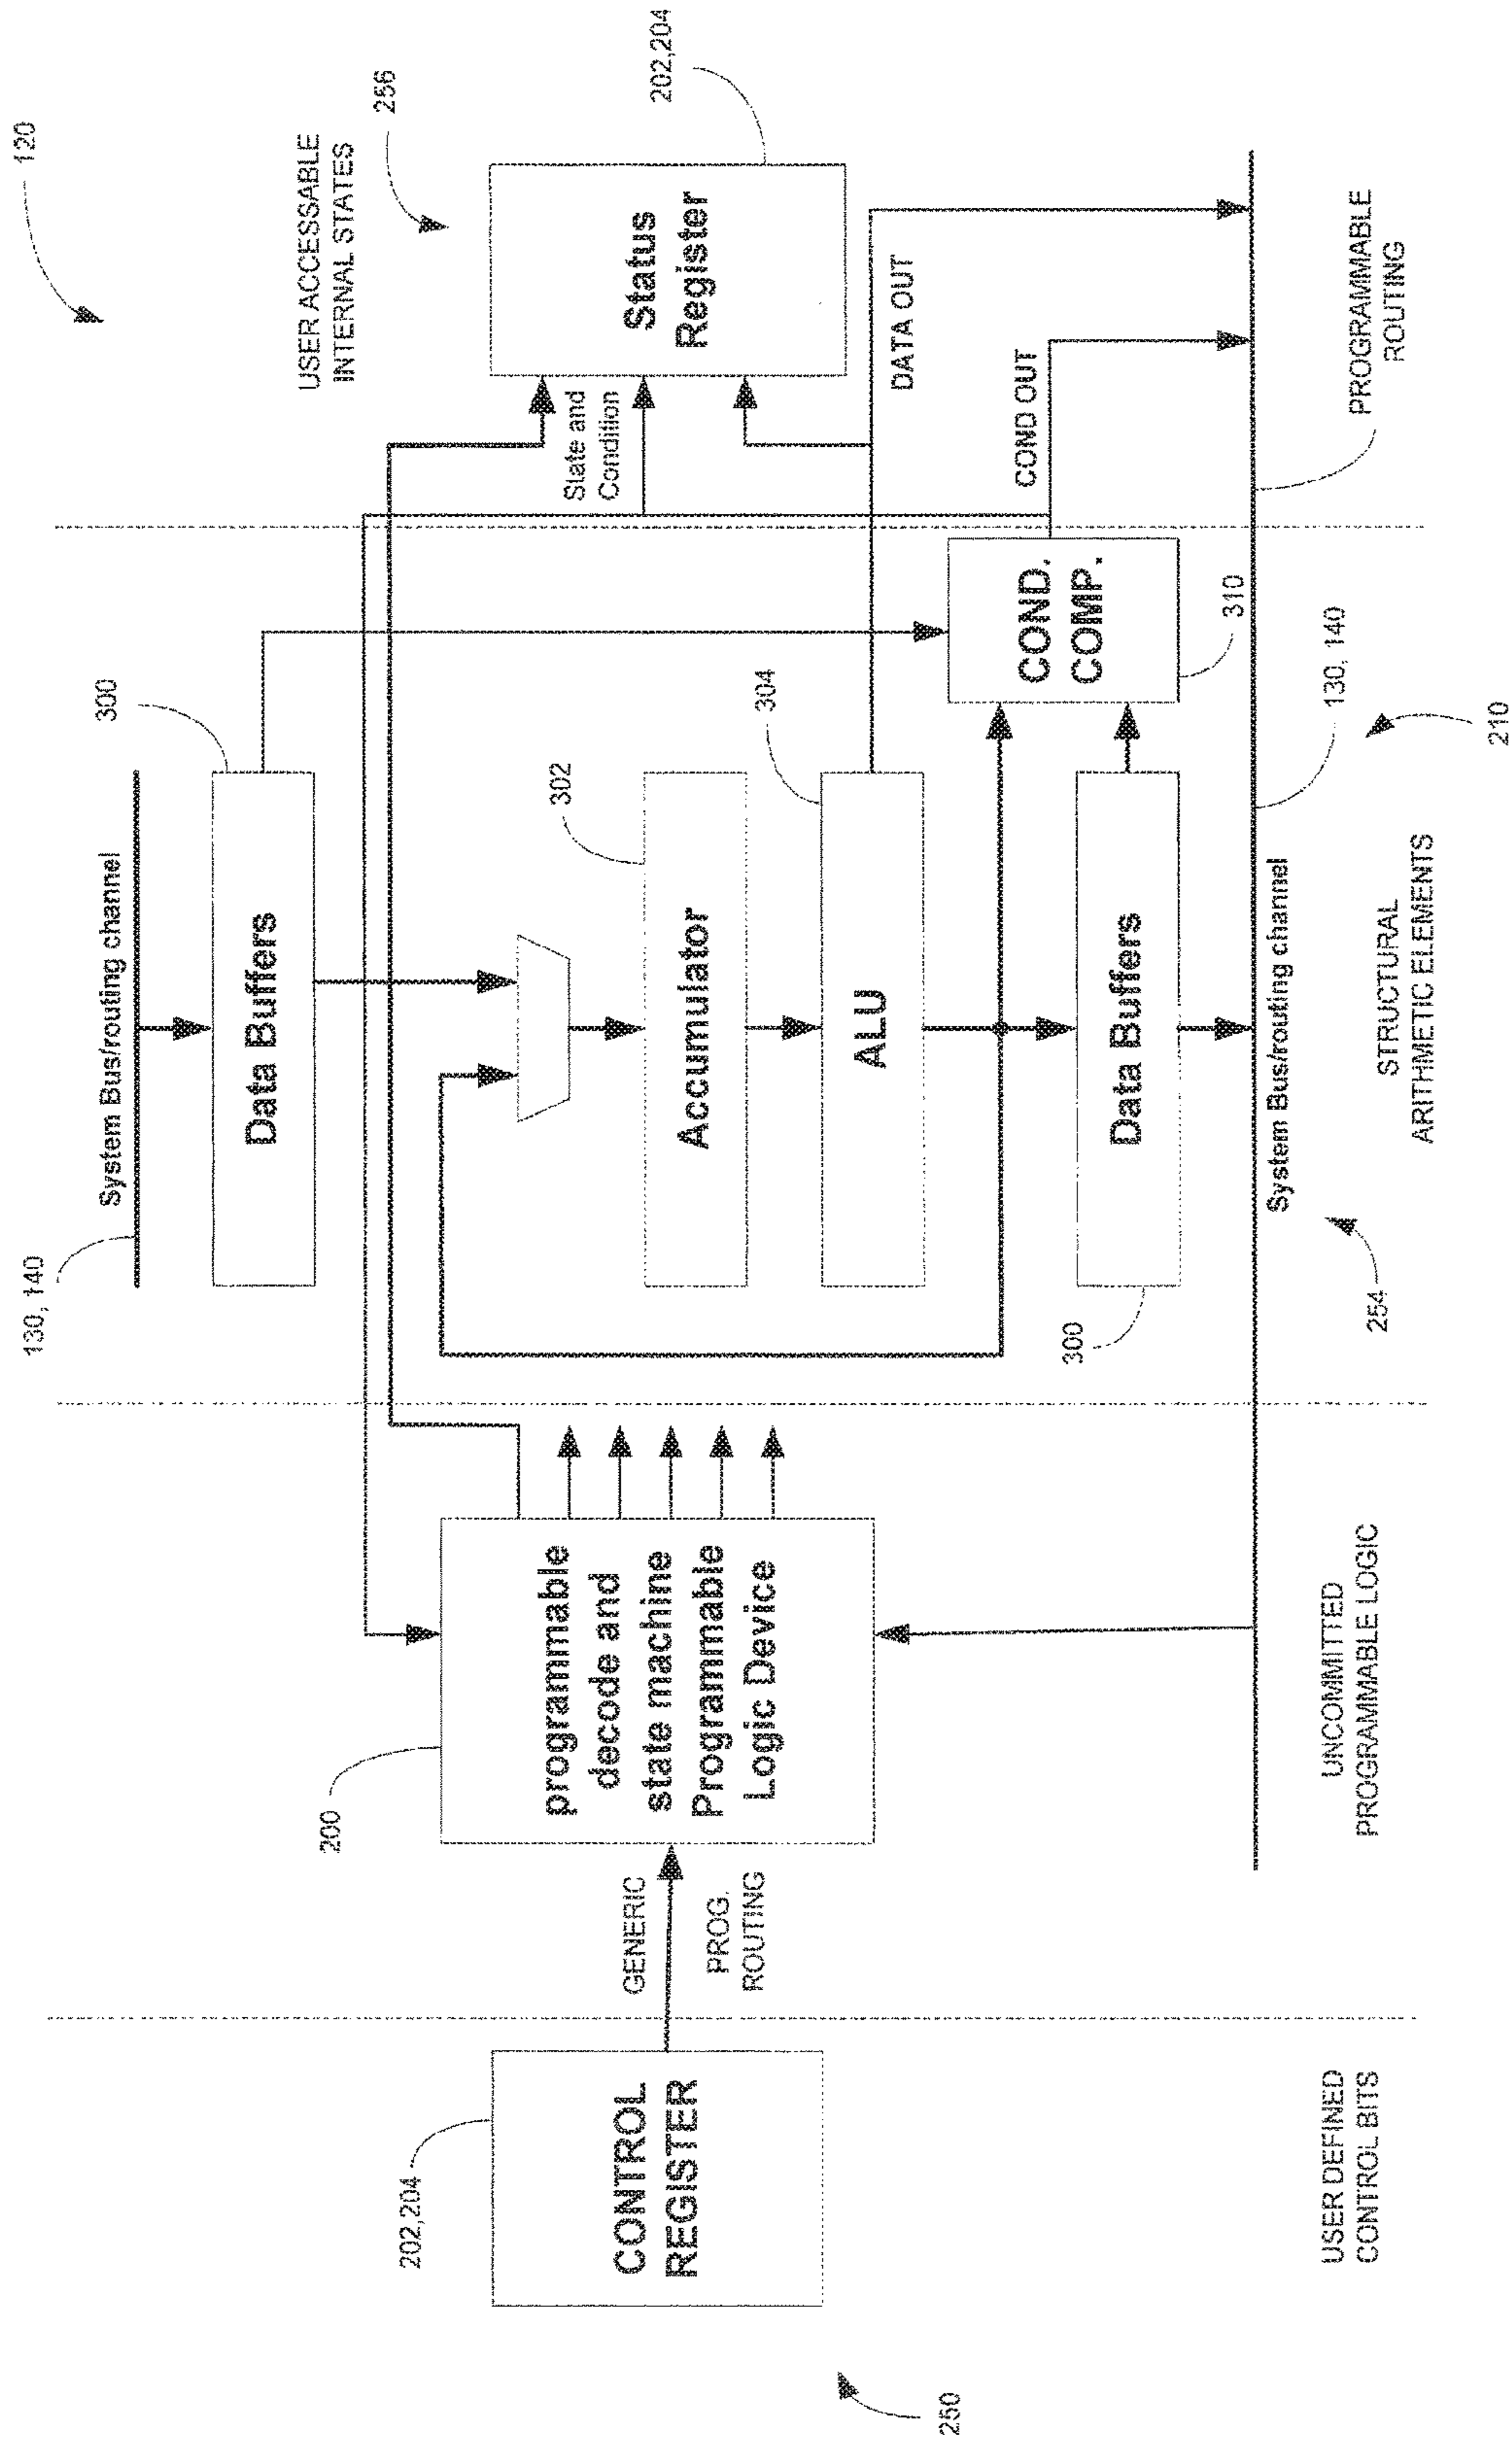 120
130, 140
System Bus/routing channel
300
Data Buffers
USER ACCESSABLE
INTERNAL STATES
256
202,204
Status
Register
State and
Condition
302
Accumulator
304
ALU
DATA OUT
COND OUT
COND.
COMP.
310
Data Buffers
300
System Bus/routing channel
130, 140
210
254
200
programmable
decode and
state machine
Programmable
Logic Device
GENERIC
PROG.
ROUTING
202,204
CONTROL
REGISTER
250
USER DEFINED
CONTROL BITS
UNCOMMITTED
PROGRAMMABLE LOGIC
STRUCTURAL
ARITHMETIC ELEMENTS
PROGRAMMABLE
ROUTING